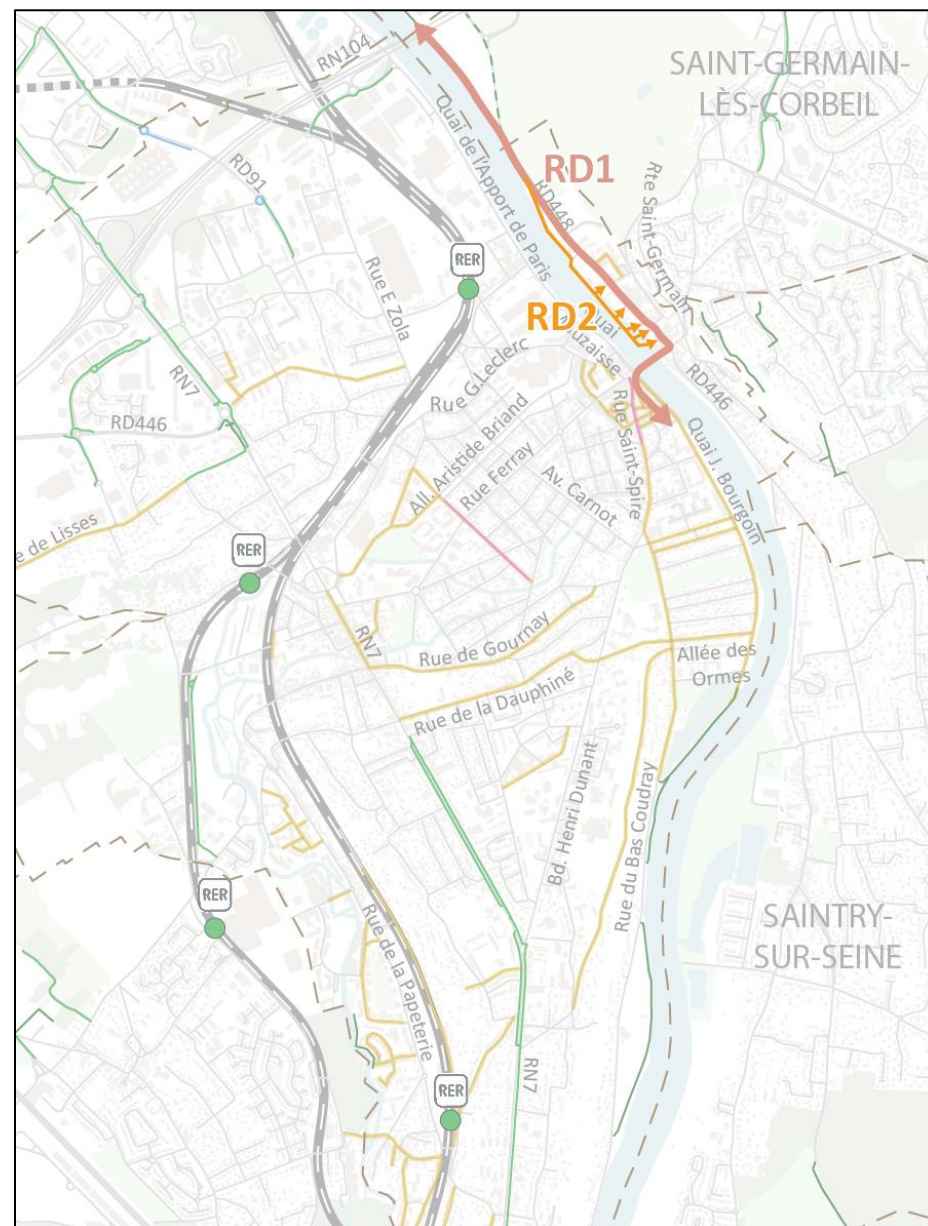 RN104
SAINT-GERMAIN-
LÈS-CORBEIL
Quai de l'Apport de Paris
RD91
RD1
RD448
Rte Saint-Germain
RER
Rue E Zola
RD2
Quai
Mauzaisse
RN7
Rue G.Leclerc
RD446
RD446
All. Aristide Briand
Rue Ferray
Av. Carnot
Rue Saint-Spire
Quai J. Bourgoin
e de Lisses
RER
RN7
Rue de Gournay
Allée des
Ormes
Rue de la Dauphiné
Bd. Henri Dunant
Rue du Bas Coudray
RER
Rue de la Papeterie
SAINTRY-
SUR-SEINE
RN7
RER